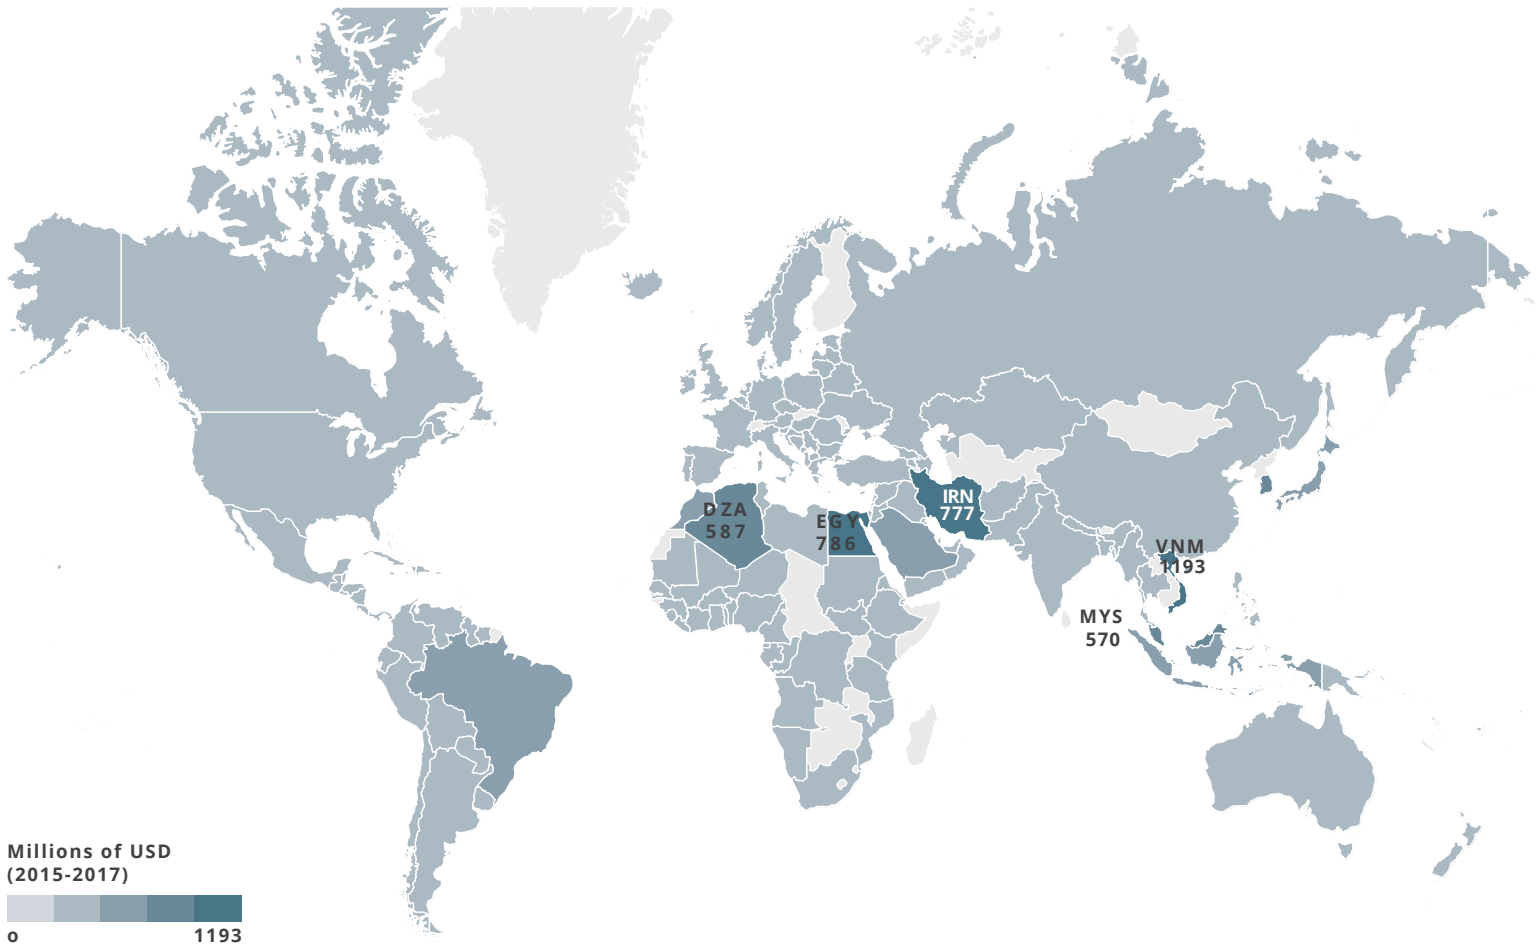 IRN
777
DZA
587
EGY
786
VNM
1193
MYS
570
Millions of USD
(2015-2017)
0 1193